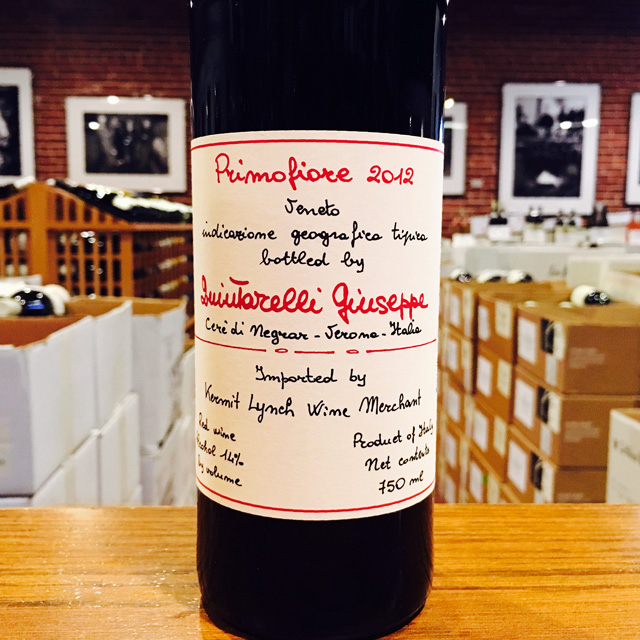 Primofiore 2012
Veneto
indicazione geografica tipica
bottled by
Quintarelli Giuseppe
Cerè di Negrar - Verona - Italia
Imported by
Kermit Lynch Wine Merchant
Red wine
alcohol 14%
by volume
Product of Italy
Net contents
750 ml